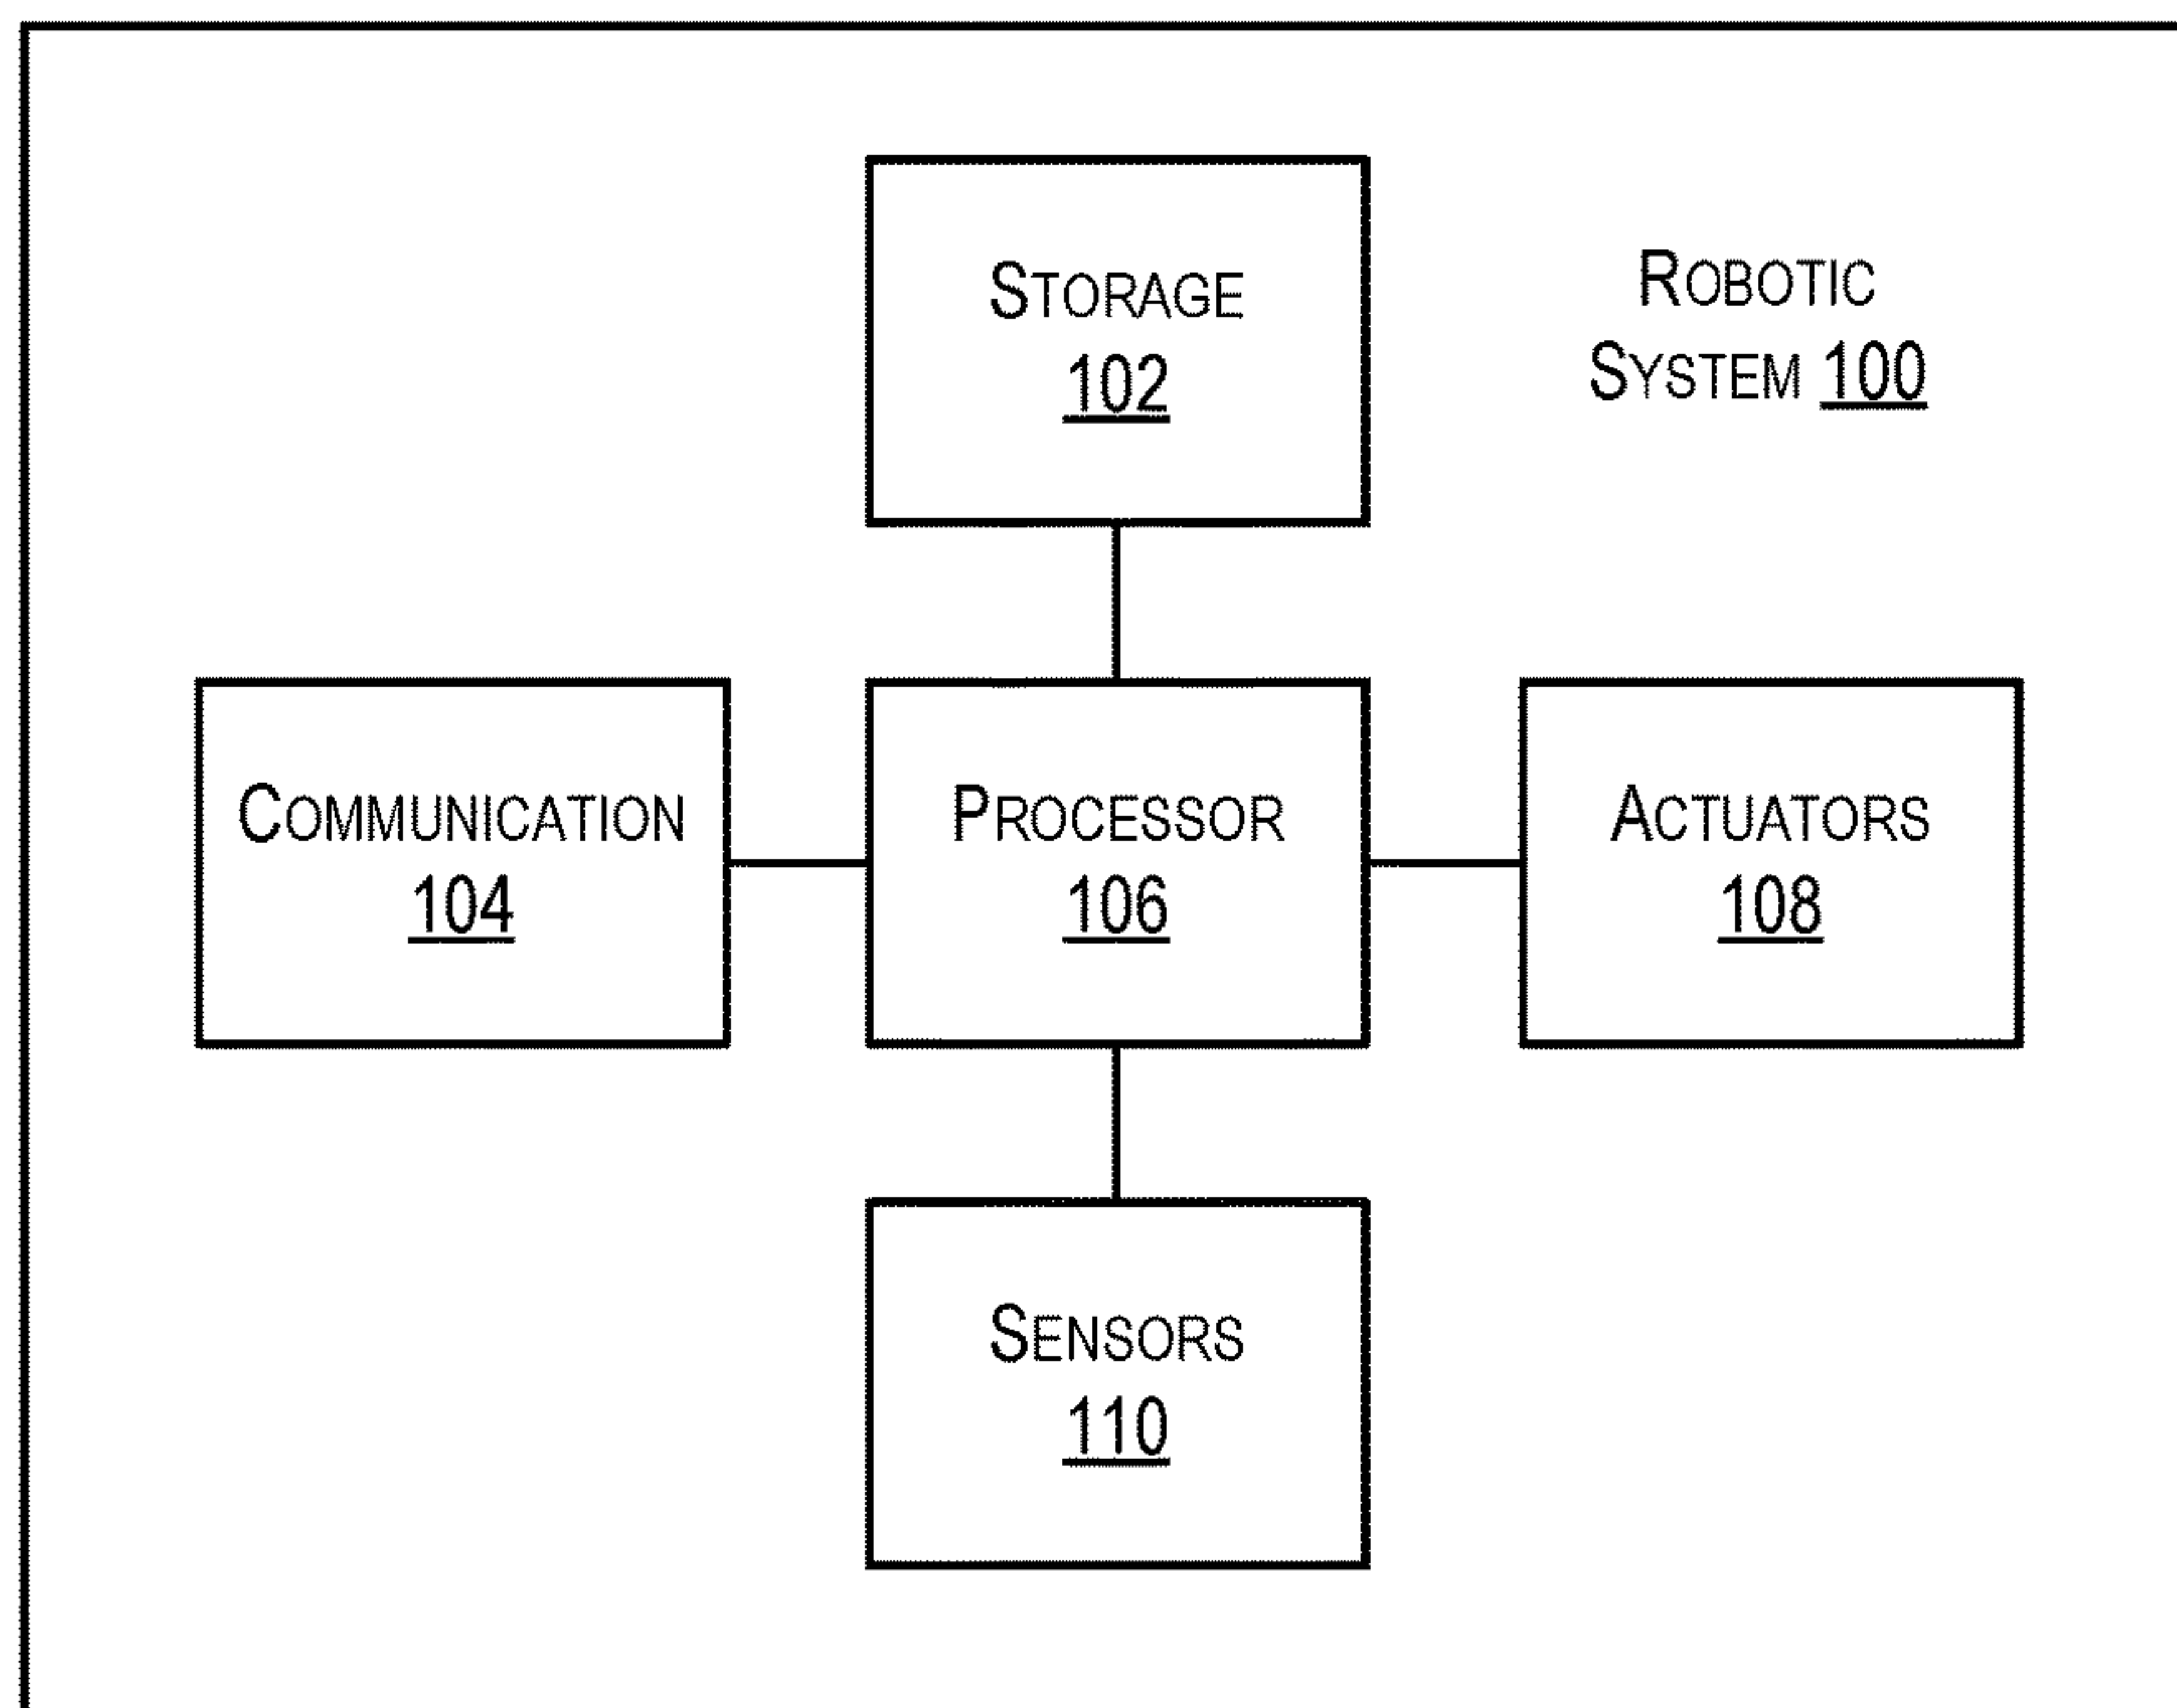 STORAGE
102
ROBOTIC
SYSTEM 100
COMMUNICATION
104
PROCESSOR
106
ACTUATORS
108
SENSORS
110